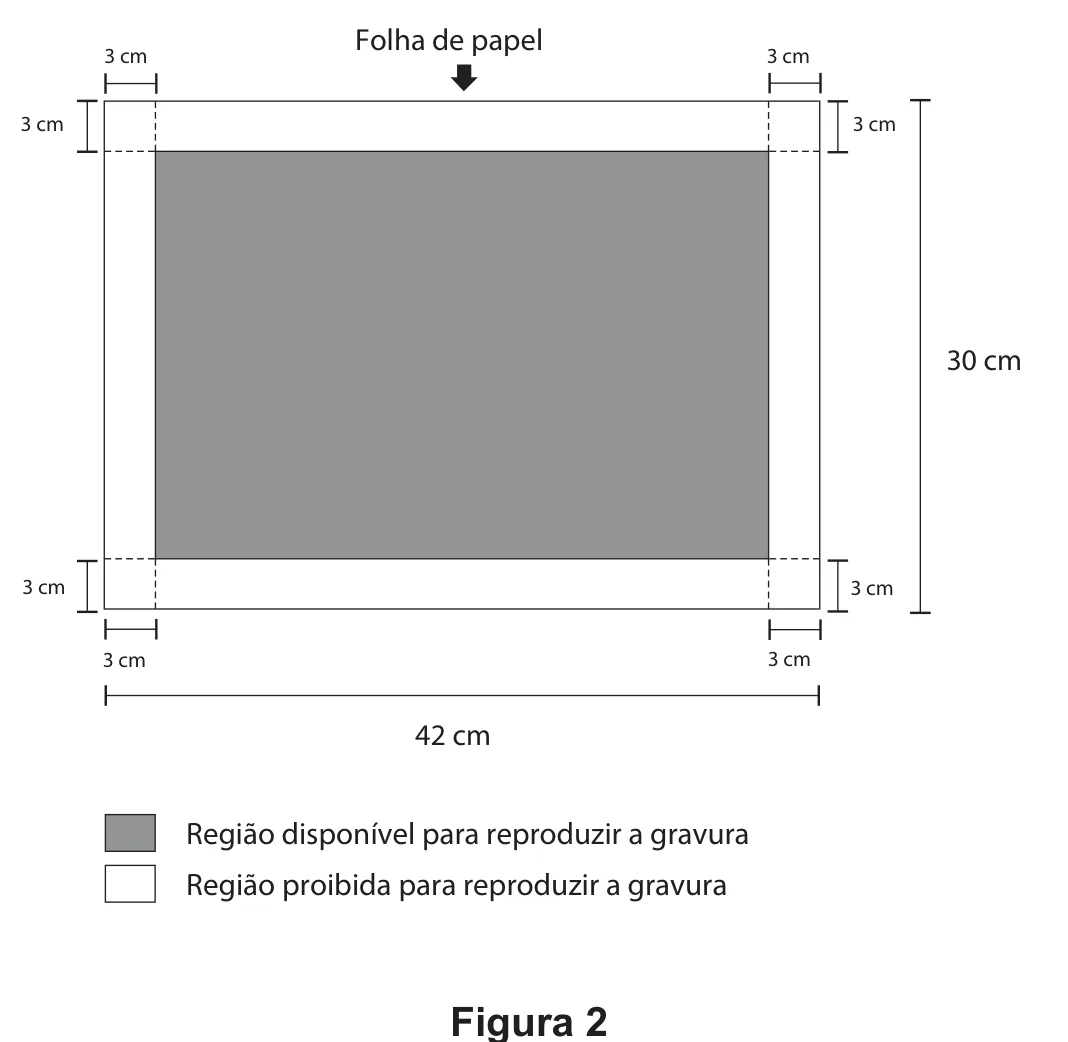 Folha de papel
3 cm
3 cm
3 cm
3 cm
30 cm
3 cm
3 cm
3 cm
3 cm
42 cm
Região disponível para reproduzir a gravura
Região proibida para reproduzir a gravura
Figura 2